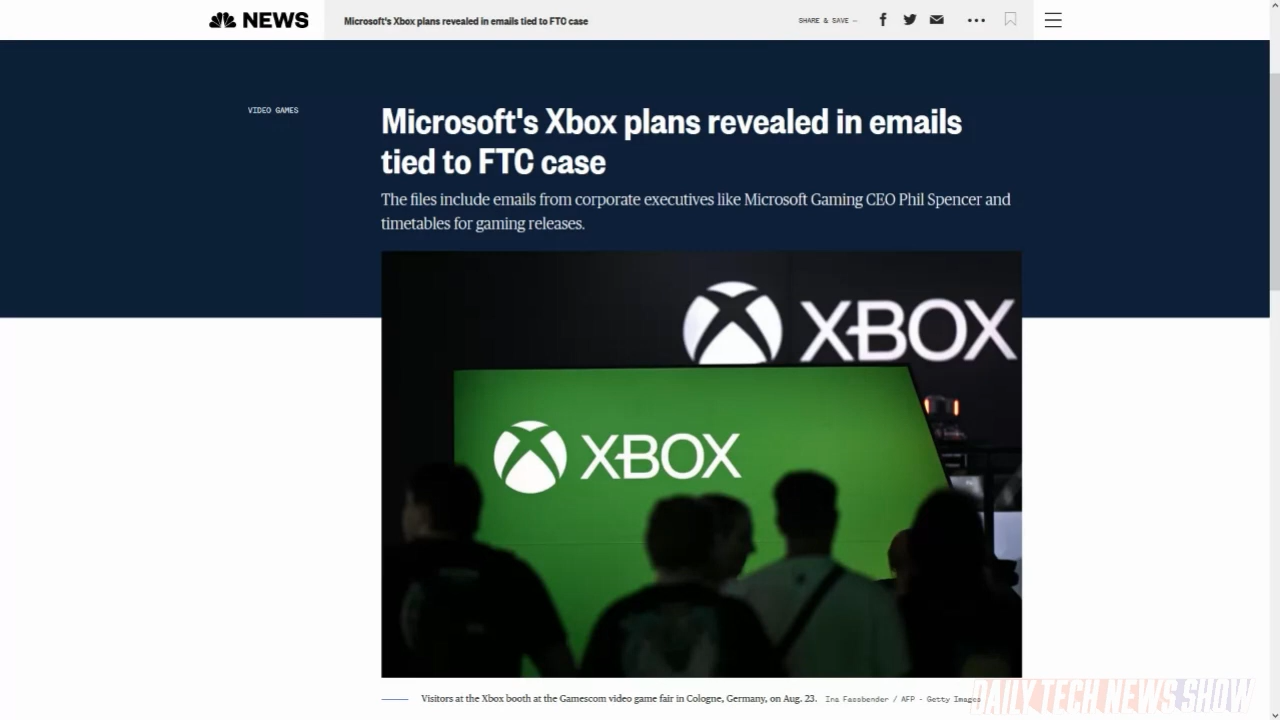 NEWS
Microsoft's Xbox plans revealed in emails tied to FTC case
SHARE & SAVE —
VIDEO GAMES
Microsoft's Xbox plans revealed in emails
tied to FTC case
The files include emails from corporate executives like Microsoft Gaming CEO Phil Spencer and
timetables for gaming releases.
XBOX
XBOX
Visitors at the Xbox booth at the Gamescom video game fair in Cologne, Germany, on Aug. 23. Ina Fassbender / AFP - Getty Images
DAILY TECH NEWS SHOW